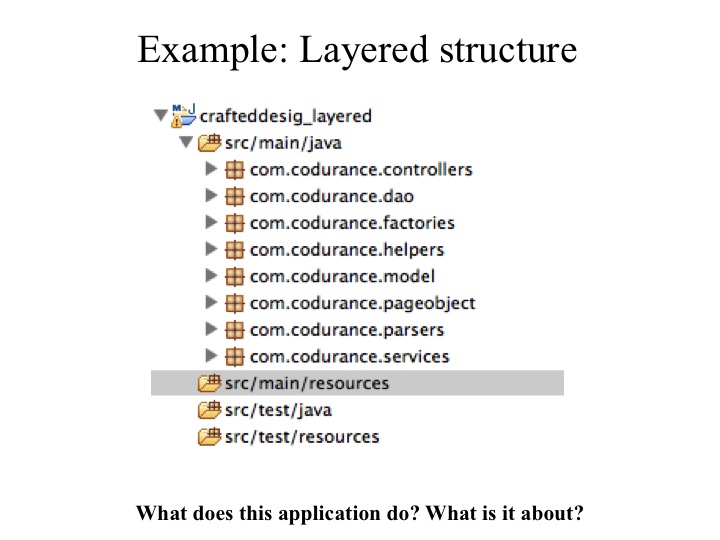 Example: Layered structure
crafteddesig_layered
src/main/java
com.codurance.controllers
com.codurance.dao
com.codurance.factories
com.codurance.helpers
com.codurance.model
com.codurance.pageobject
com.codurance.parsers
com.codurance.services
src/main/resources
src/test/java
src/test/resources
What does this application do? What is it about?